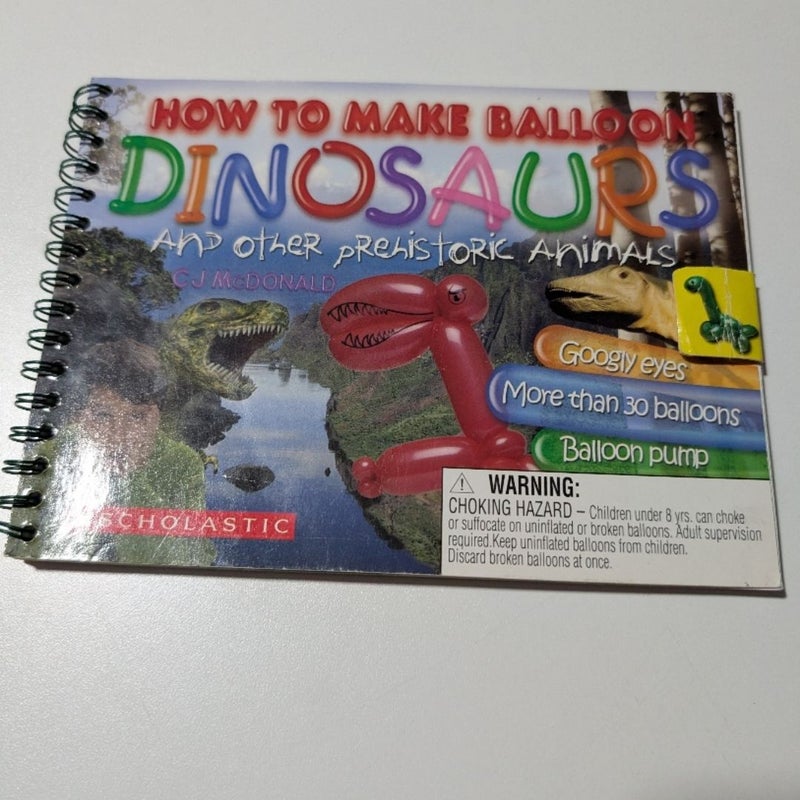 HOW TO MAKE BALLOON
DINOSAURS
AND OTHER PREHISTORIC ANIMALS
CJ McDONALD
Googly eyes
More than 30 balloons
Balloon pump
SCHOLASTIC
WARNING:
CHOKING HAZARD – Children under 8 yrs. can choke
or suffocate on uninflated or broken balloons. Adult supervision
required.Keep uninflated balloons from children.
Discard broken balloons at once.